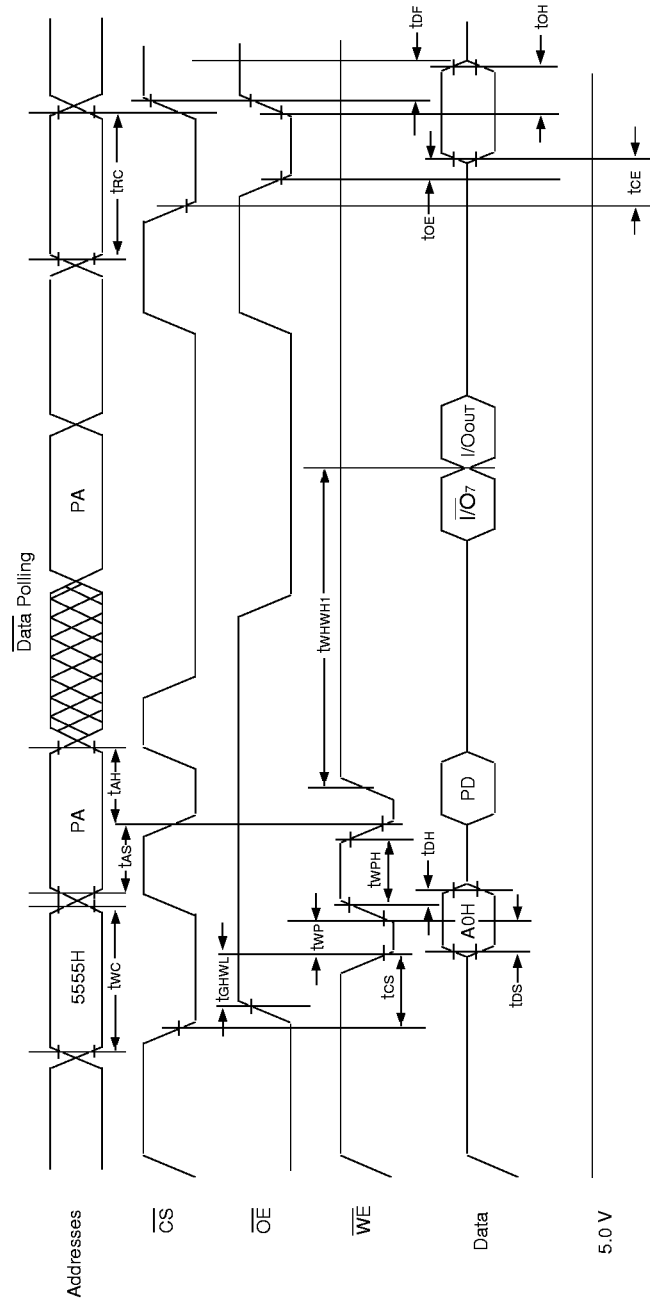 Data Polling
Addresses
5555H
PA
PA
tWC
tAS
tAH
tRC
CS
OE
tGHWL
WE
tCS
tWP
tWPH
tWHWH1
tDH
tDF
tOE
tOH
Data
A0H
PD
I/O7
I/OOUT
tDS
tCE
5.0 V